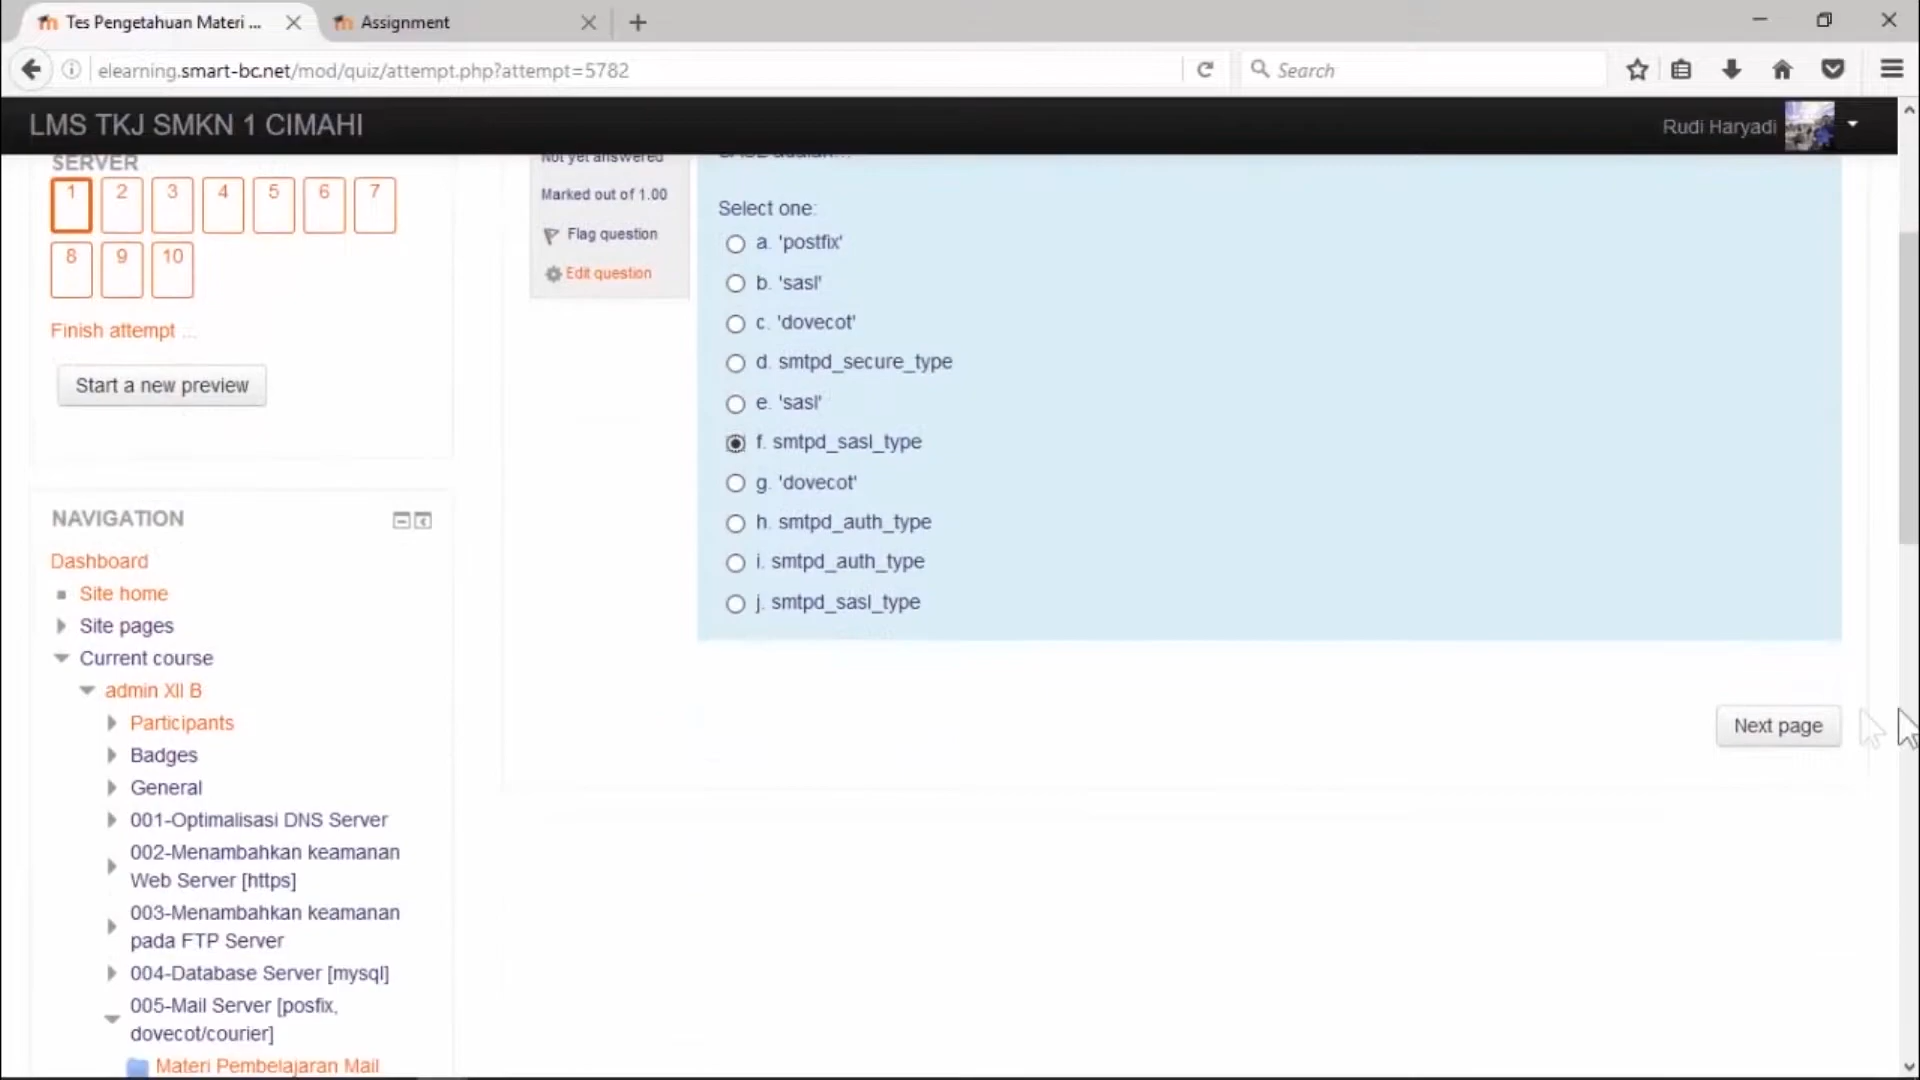 Tes Pengetahuan Materi ...
Assignment
elearning.smart-bc.net/mod/quiz/attempt.php?attempt=5782
Search
LMS TKJ SMKN 1 CIMAHI
Rudi Haryadi
SERVER
1 2 3 4 5 6 7
8 9 10
Finish attempt ...
Start a new preview
NAVIGATION
Dashboard
Site home
Site pages
Current course
admin XII B
Participants
Badges
General
001-Optimalisasi DNS Server
002-Menambahkan keamanan
Web Server [https]
003-Menambahkan keamanan
pada FTP Server
004-Database Server [mysql]
005-Mail Server [posfix,
dovecot/courier]
Materi Pembelajaran Mail
Not yet answered
Marked out of 1.00
Flag question
Edit question
Select one:
a. 'postfix'
b. 'sasl'
c. 'dovecot'
d. smtpd_secure_type
e. 'sasl'
f. smtpd_sasl_type
g. 'dovecot'
h. smtpd_auth_type
i. smtpd_auth_type
j. smtpd_sasl_type
Next page